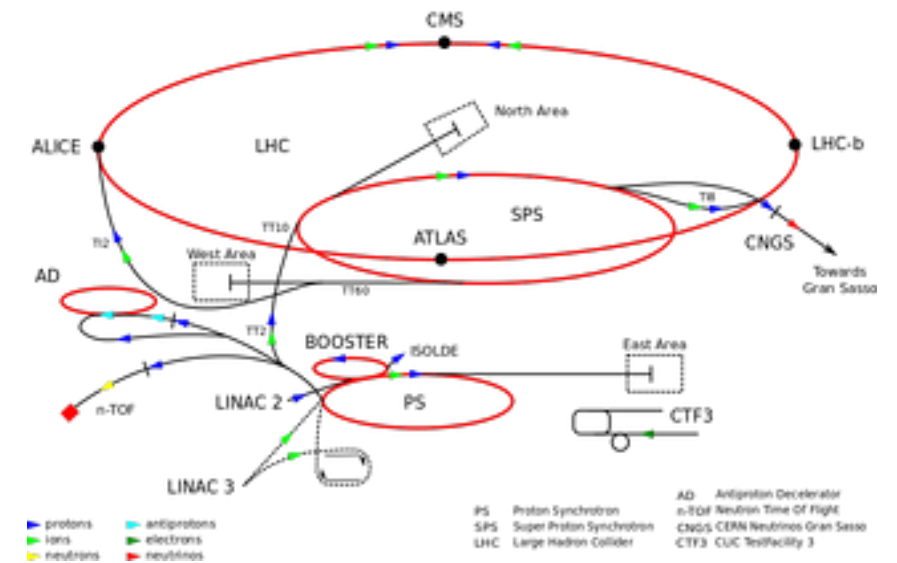 CMS
North Area
ALICE
LHC
LHC-b
TI8
SPS
TT10
ATLAS
CNGS
TI2
West Area
Towards
Gran Sasso
AD
TT60
TT2
BOOSTER
ISOLDE
East Area
LINAC 2
PS
n-TOF
CTF3
LINAC 3
protons
ions
neutrons
antiprotons
electrons
neutrinos
PS Proton Synchrotron
SPS Super Proton Synchrotron
LHC Large Hadron Collider
AD Antiproton Decelerator
n-TOF Neutron Time Of Flight
CNGS CERN Neutrinos Gran Sasso
CTF3 CLIC Testfacility 3